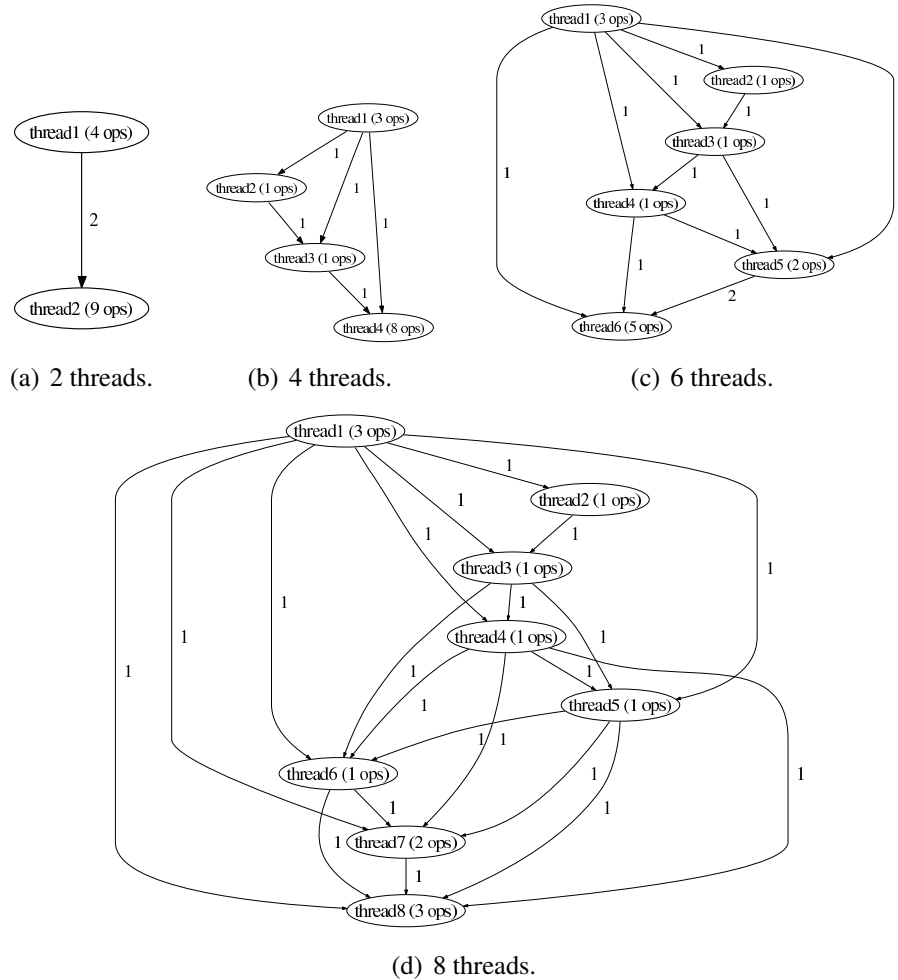 thread1 (4 ops)
2
thread2 (9 ops)
(a) 2 threads.
thread1 (3 ops)
1
thread2 (1 ops)
1
1
1
thread3 (1 ops)
1
thread4 (8 ops)
(b) 4 threads.
thread1 (3 ops)
1
thread2 (1 ops)
1
1
1
thread3 (1 ops)
1
1
thread4 (1 ops)
1
1
thread5 (2 ops)
1
2
thread6 (5 ops)
(c) 6 threads.
thread1 (3 ops)
1
thread2 (1 ops)
1
1
1
thread3 (1 ops)
1
1
1
thread4 (1 ops)
1
1
1
1
1
1
thread5 (1 ops)
1
1
1
thread6 (1 ops)
1
1
1
1
thread7 (2 ops)
1
1
thread8 (3 ops)
(d) 8 threads.